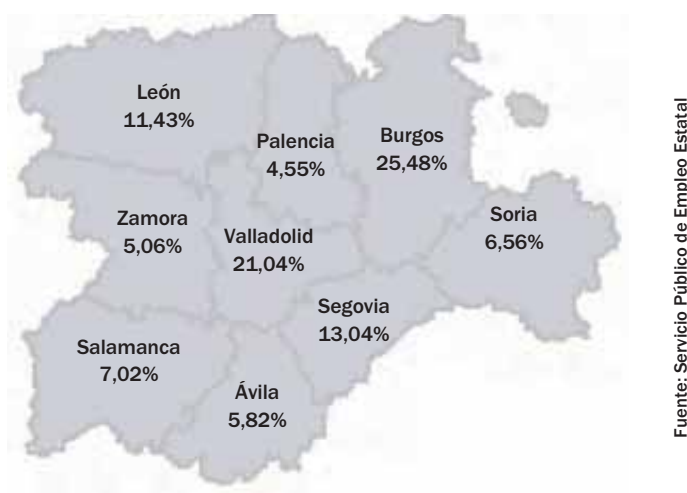 León
11,43%
Palencia
4,55%
Burgos
25,48%
Zamora
5,06%
Valladolid
21,04%
Soria
6,56%
Segovia
13,04%
Salamanca
7,02%
Ávila
5,82%
Fuente: Servicio Público de Empleo Estatal